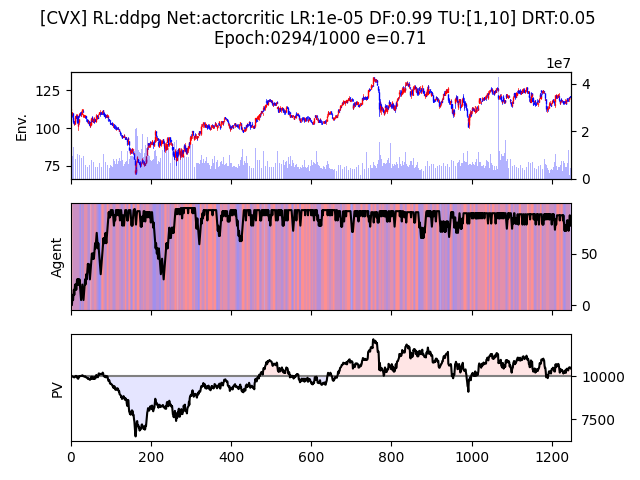 [CVX] RL:ddpg Net:actorcritic LR:1e-05 DF:0.99 TU:[1,10] DRT:0.05
Epoch:0294/1000 e=0.71
1e7
125
100
75
Env.
4
2
0
Agent
50
0
PV
10000
7500
0 200 400 600 800 1000 1200